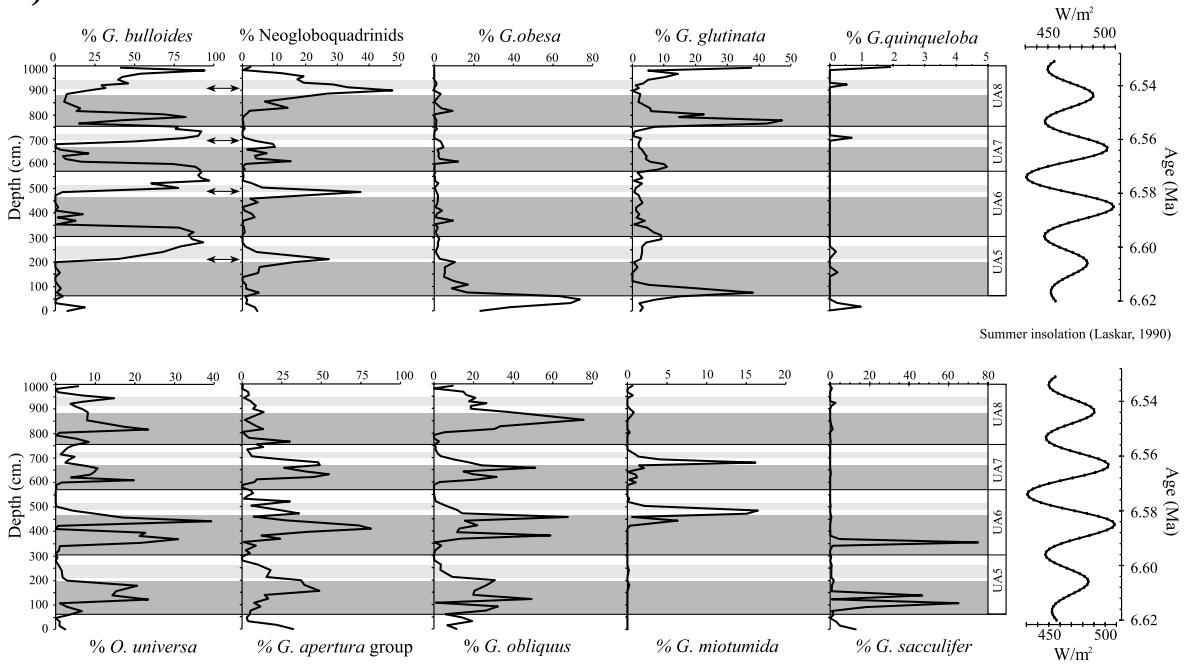 W/m²
450 500
% G. bulloides % Neogloboquadrinids % G.obesa % G. glutinata % G.quinqueloba
0 25 50 75 100 0 10 20 30 40 50 0 20 40 60 80 0 10 20 30 40 50 0 1 2 3 4 5
Depth (cm.)
1000
900
800
700
600
500
400
300
200
100
0
UA8
UA7
UA6
UA5
6.54
6.56
6.58
6.60
6.62
Age (Ma)
Summer insolation (Laskar, 1990)
0 10 20 30 40 0 25 50 75 100 0 20 40 60 80 0 5 10 15 20 0 20 40 60 80
Depth (cm.)
1000
900
800
700
600
500
400
300
200
100
0
UA8
UA7
UA6
UA5
6.54
6.56
6.58
6.60
6.62
Age (Ma)
% O. universa % G. apertura group % G. obliquus % G. miotumida % G. sacculifer
450 500
W/m²